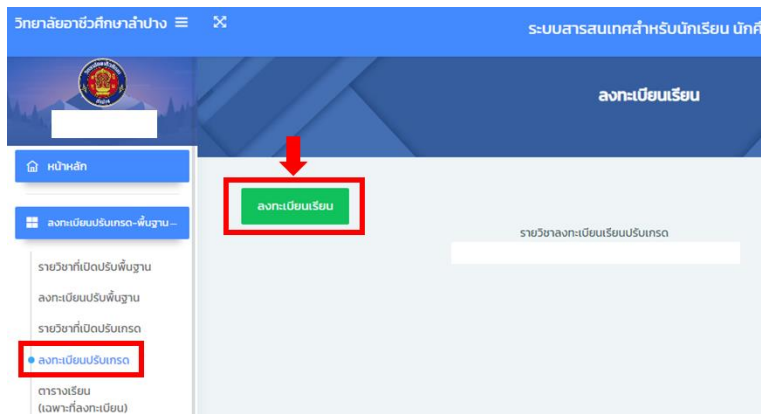 วิทยาลัยอาชีวศึกษาลำปาง
ระบบสารสนเทศสำหรับนักเรียน นักศึ
ลงทะเบียนเรียน
หน้าหลัก
ลงทะเบียนเรียน
ลงทะเบียนปรับเกรด-พื้นฐาน
รายวิชาลงทะเบียนเรียนปรับเกรด
รายวิชาที่เปิดปรับพื้นฐาน
ลงทะเบียนปรับพื้นฐาน
รายวิชาที่เปิดปรับเกรด
ลงทะเบียนปรับเกรด
ตารางเรียน
(เฉพาะที่ลงทะเบียน)